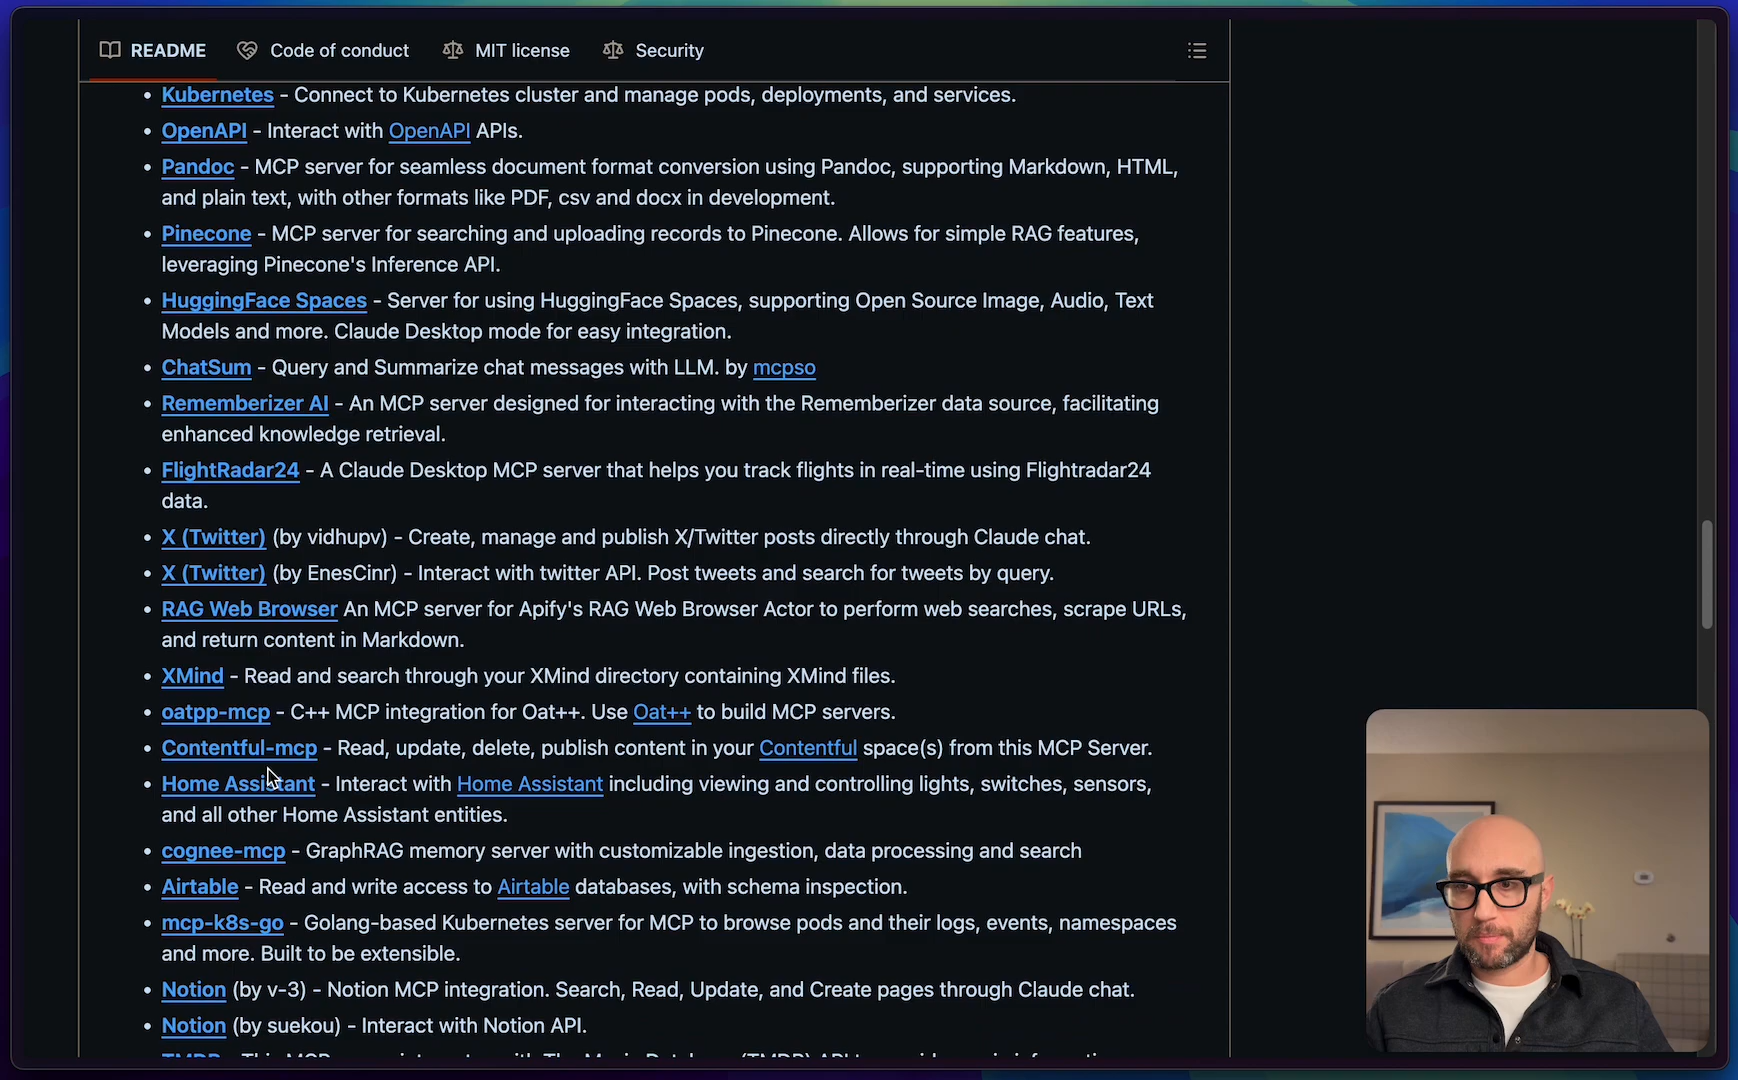 README Code of conduct MIT license Security
Kubernetes - Connect to Kubernetes cluster and manage pods, deployments, and services.
OpenAPI - Interact with OpenAPI APIs.
Pandoc - MCP server for seamless document format conversion using Pandoc, supporting Markdown, HTML,
and plain text, with other formats like PDF, csv and docx in development.
Pinecone - MCP server for searching and uploading records to Pinecone. Allows for simple RAG features,
leveraging Pinecone's Inference API.
HuggingFace Spaces - Server for using HuggingFace Spaces, supporting Open Source Image, Audio, Text
Models and more. Claude Desktop mode for easy integration.
ChatSum - Query and Summarize chat messages with LLM. by mcpso
Rememberizer AI - An MCP server designed for interacting with the Rememberizer data source, facilitating
enhanced knowledge retrieval.
FlightRadar24 - A Claude Desktop MCP server that helps you track flights in real-time using Flightradar24
data.
X (Twitter) (by vidhupv) - Create, manage and publish X/Twitter posts directly through Claude chat.
X (Twitter) (by EnesCinr) - Interact with twitter API. Post tweets and search for tweets by query.
RAG Web Browser An MCP server for Apify's RAG Web Browser Actor to perform web searches, scrape URLs,
and return content in Markdown.
XMind - Read and search through your XMind directory containing XMind files.
oatpp-mcp - C++ MCP integration for Oat++. Use Oat++ to build MCP servers.
Contentful-mcp - Read, update, delete, publish content in your Contentful space(s) from this MCP Server.
Home Assistant - Interact with Home Assistant including viewing and controlling lights, switches, sensors,
and all other Home Assistant entities.
cognee-mcp - GraphRAG memory server with customizable ingestion, data processing and search
Airtable - Read and write access to Airtable databases, with schema inspection.
mcp-k8s-go - Golang-based Kubernetes server for MCP to browse pods and their logs, events, namespaces
and more. Built to be extensible.
Notion (by v-3) - Notion MCP integration. Search, Read, Update, and Create pages through Claude chat.
Notion (by suekou) - Interact with Notion API.